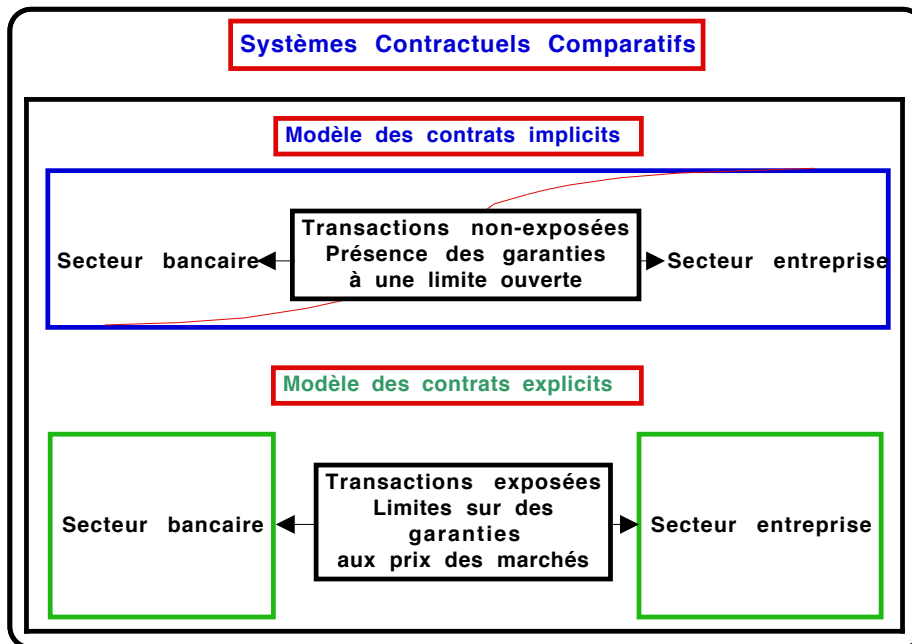 Systèmes Contractuels Comparatifs
Modèle des contrats implicits
Transactions non-exposées
Présence des garanties
à une limite ouverte
Secteur bancaire
Secteur entreprise
Modèle des contrats explicits
Transactions exposées
Limites sur des
garanties
aux prix des marchés
Secteur bancaire
Secteur entreprise